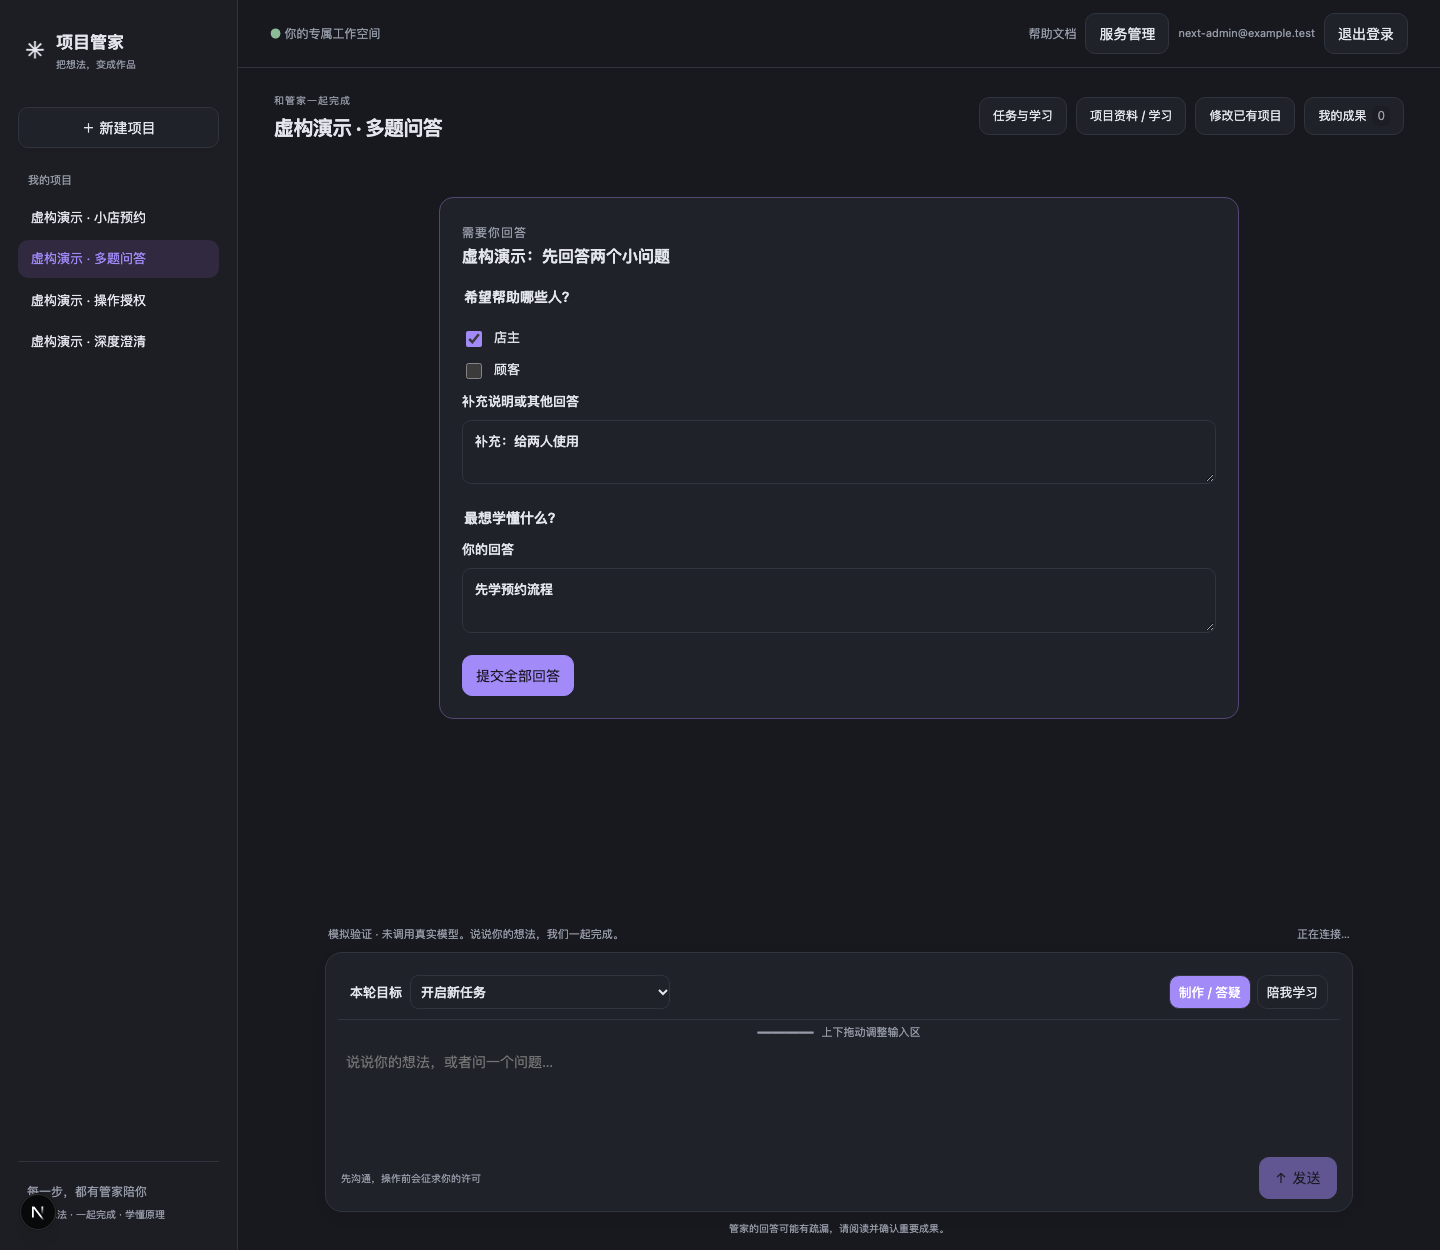 项目管家
把想法，变成作品
+ 新建项目
我的项目
虚构演示 · 小店预约
虚构演示 · 多题问答
虚构演示 · 操作授权
虚构演示 · 深度澄清
每一步，都有管家陪你
法 · 一起完成 · 学懂原理
N
你的专属工作空间
帮助文档
服务管理
next-admin@example.test
退出登录
和管家一起完成
虚构演示 · 多题问答
任务与学习
项目资料 / 学习
修改已有项目
我的成果 0
需要你回答
虚构演示：先回答两个小问题
希望帮助哪些人？
店主
顾客
补充说明或其他回答
补充：给两人使用
最想学懂什么？
你的回答
先学预约流程
提交全部回答
模拟验证 · 未调用真实模型。说说你的想法，我们一起完成。
正在连接...
本轮目标
开启新任务
制作 / 答疑
陪我学习
上下拖动调整输入区
说说你的想法，或者问一个问题...
先沟通，操作前会征求你的许可
↑ 发送
管家的回答可能有疏漏，请阅读并确认重要成果。